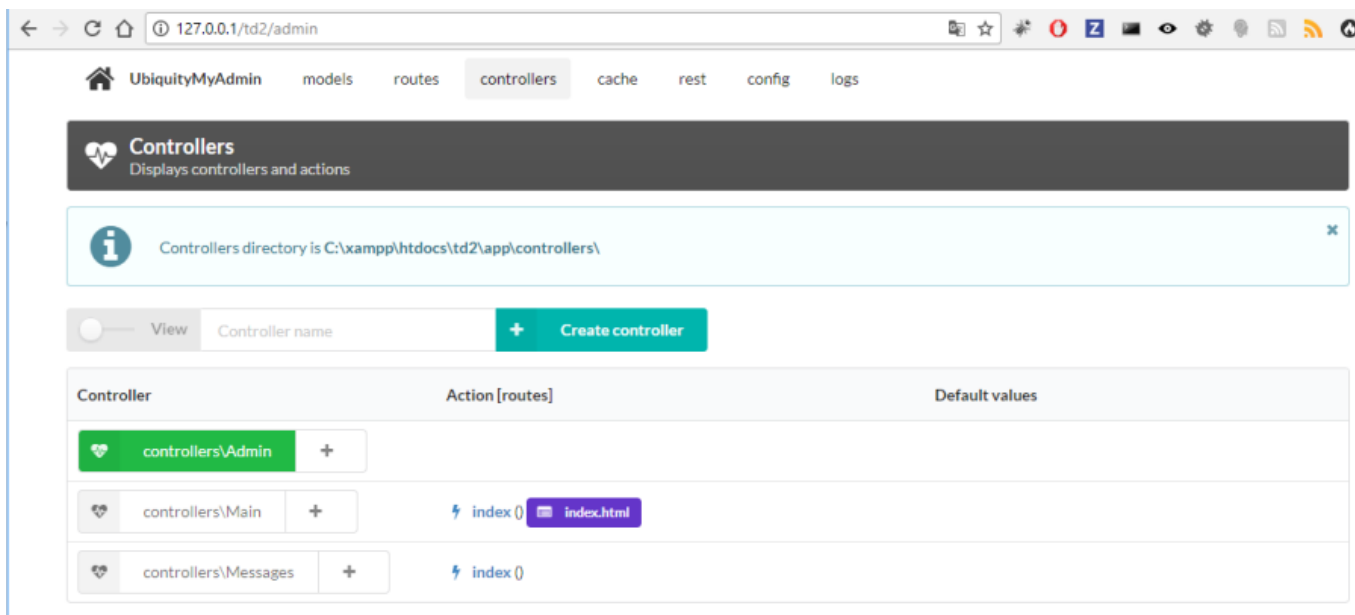 127.0.0.1/td2/admin
UbiquityMyAdmin models routes controllers cache rest config logs
Controllers
Displays controllers and actions
Controllers directory is C:\xampp\htdocs\td2\app\controllers\
View Controller name + Create controller
Controller Action [routes] Default values
controllers\Admin +
controllers\Main + index () index.html
controllers\Messages + index ()